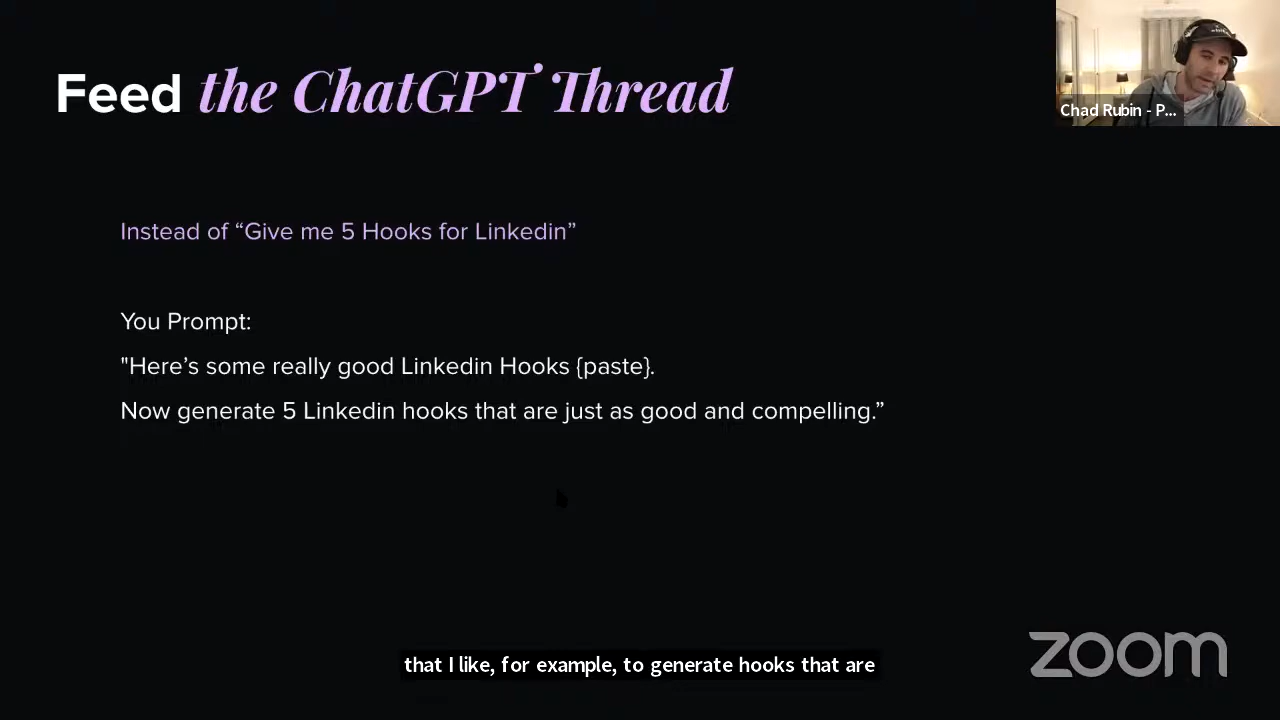 Feed the ChatGPT Thread
Chad Rubin - P...
Instead of “Give me 5 Hooks for Linkedin”
You Prompt:
"Here’s some really good Linkedin Hooks {paste}.
Now generate 5 Linkedin hooks that are just as good and compelling.”
that I like, for example, to generate hooks that are
zoom